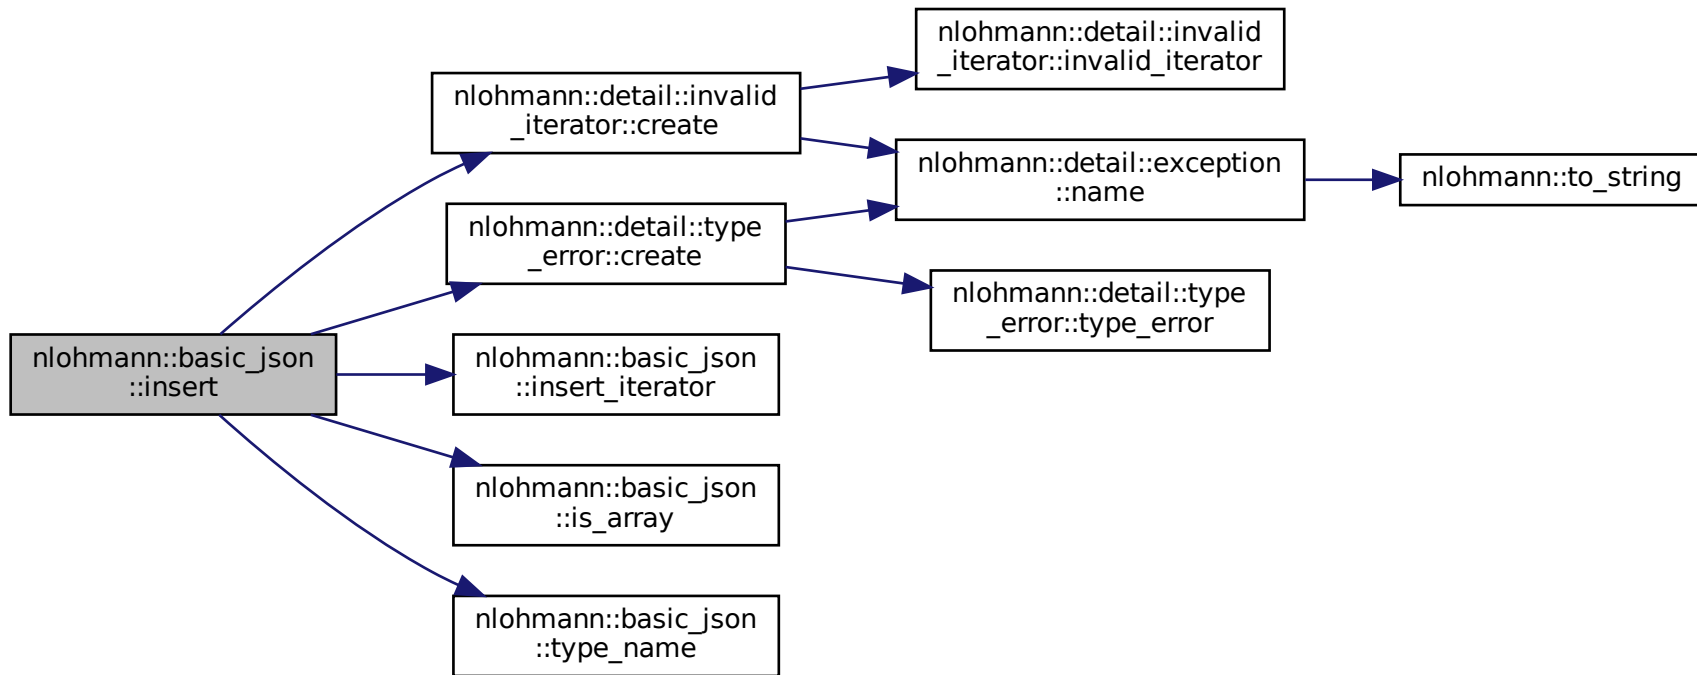 nlohmann::detail::invalid
_iterator::invalid_iterator
nlohmann::detail::invalid
_iterator::create
nlohmann::detail::exception
::name
nlohmann::to_string
nlohmann::detail::type
_error::create
nlohmann::detail::type
_error::type_error
nlohmann::basic_json
::insert
nlohmann::basic_json
::insert_iterator
nlohmann::basic_json
::is_array
nlohmann::basic_json
::type_name